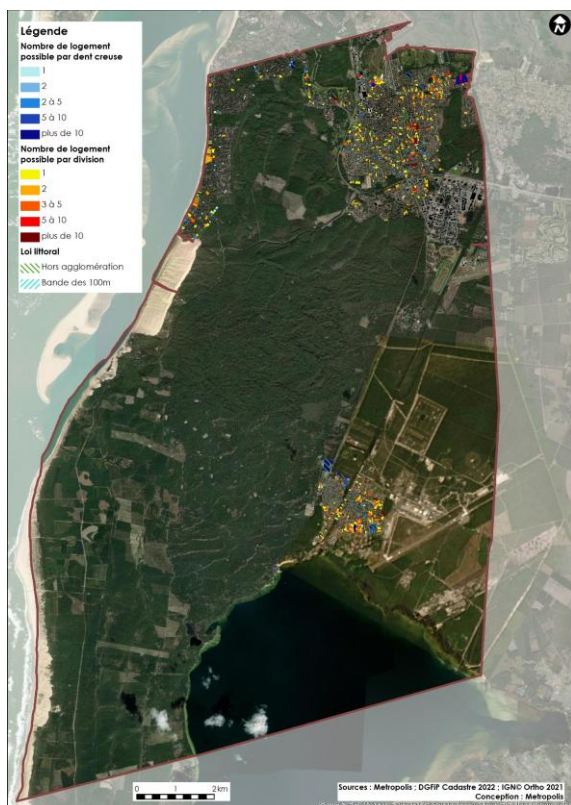 Légende
Nombre de logement
possible par dent creuse
1
2
2 à 5
5 à 10
plus de 10
Nombre de logement
possible par division
1
2
3 à 5
5 à 10
plus de 10
Loi littoral
Hors agglomération
Bande des 100m
N
0 1 2 km
Sources : Metropolis ; DGFiP Cadastre 2022 ; IGN© Ortho 2021
Conception : Metropolis